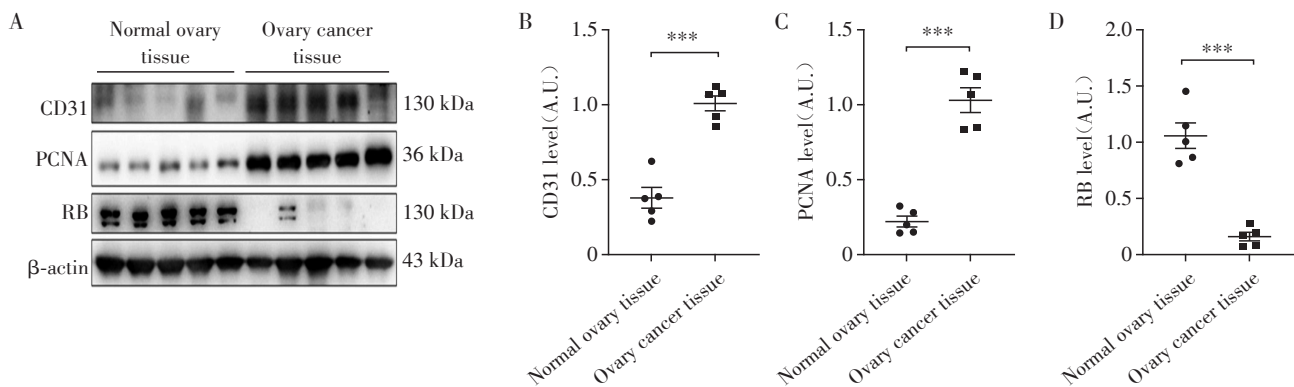 A
Normal ovary
tissue
Ovary cancer
tissue
CD31
130 kDa
PCNA
36 kDa
RB
130 kDa
β-actin
43 kDa
B
CD31 level(A.U.)
1.5
1.0
0.5
0
***
Normal ovary tissue
Ovary cancer tissue
C
PCNA level(A.U.)
1.5
1.0
0.5
0
***
Normal ovary tissue
Ovary cancer tissue
D
RB level(A.U.)
2.0
1.5
1.0
0.5
0
***
Normal ovary tissue
Ovary cancer tissue